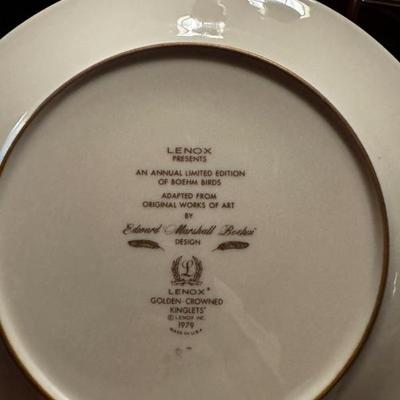 LENOX
PRESENTS
AN ANNUAL LIMITED EDITION
OF BOEHM BIRDS
ADAPTED FROM
ORIGINAL WORKS OF ART
BY
Edward Marshall Boehm
DESIGN
L
LENOX®
GOLDEN-CROWNED
KINGLETS
© LENOX INC.
1979
MADE IN U.S.A.